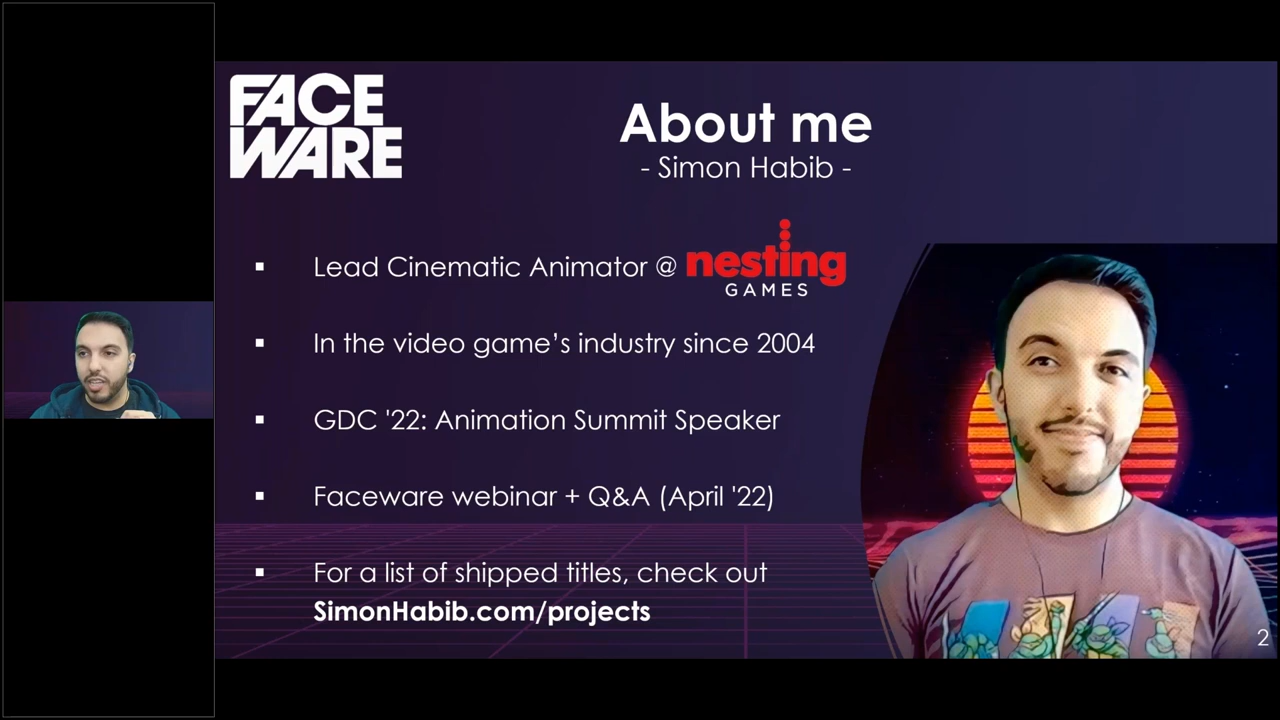 FACE
WARE
About me
- Simon Habib -
▪ Lead Cinematic Animator @ nesting
GAMES
▪ In the video game’s industry since 2004
▪ GDC '22: Animation Summit Speaker
▪ Faceware webinar + Q&A (April '22)
▪ For a list of shipped titles, check out
SimonHabib.com/projects
2